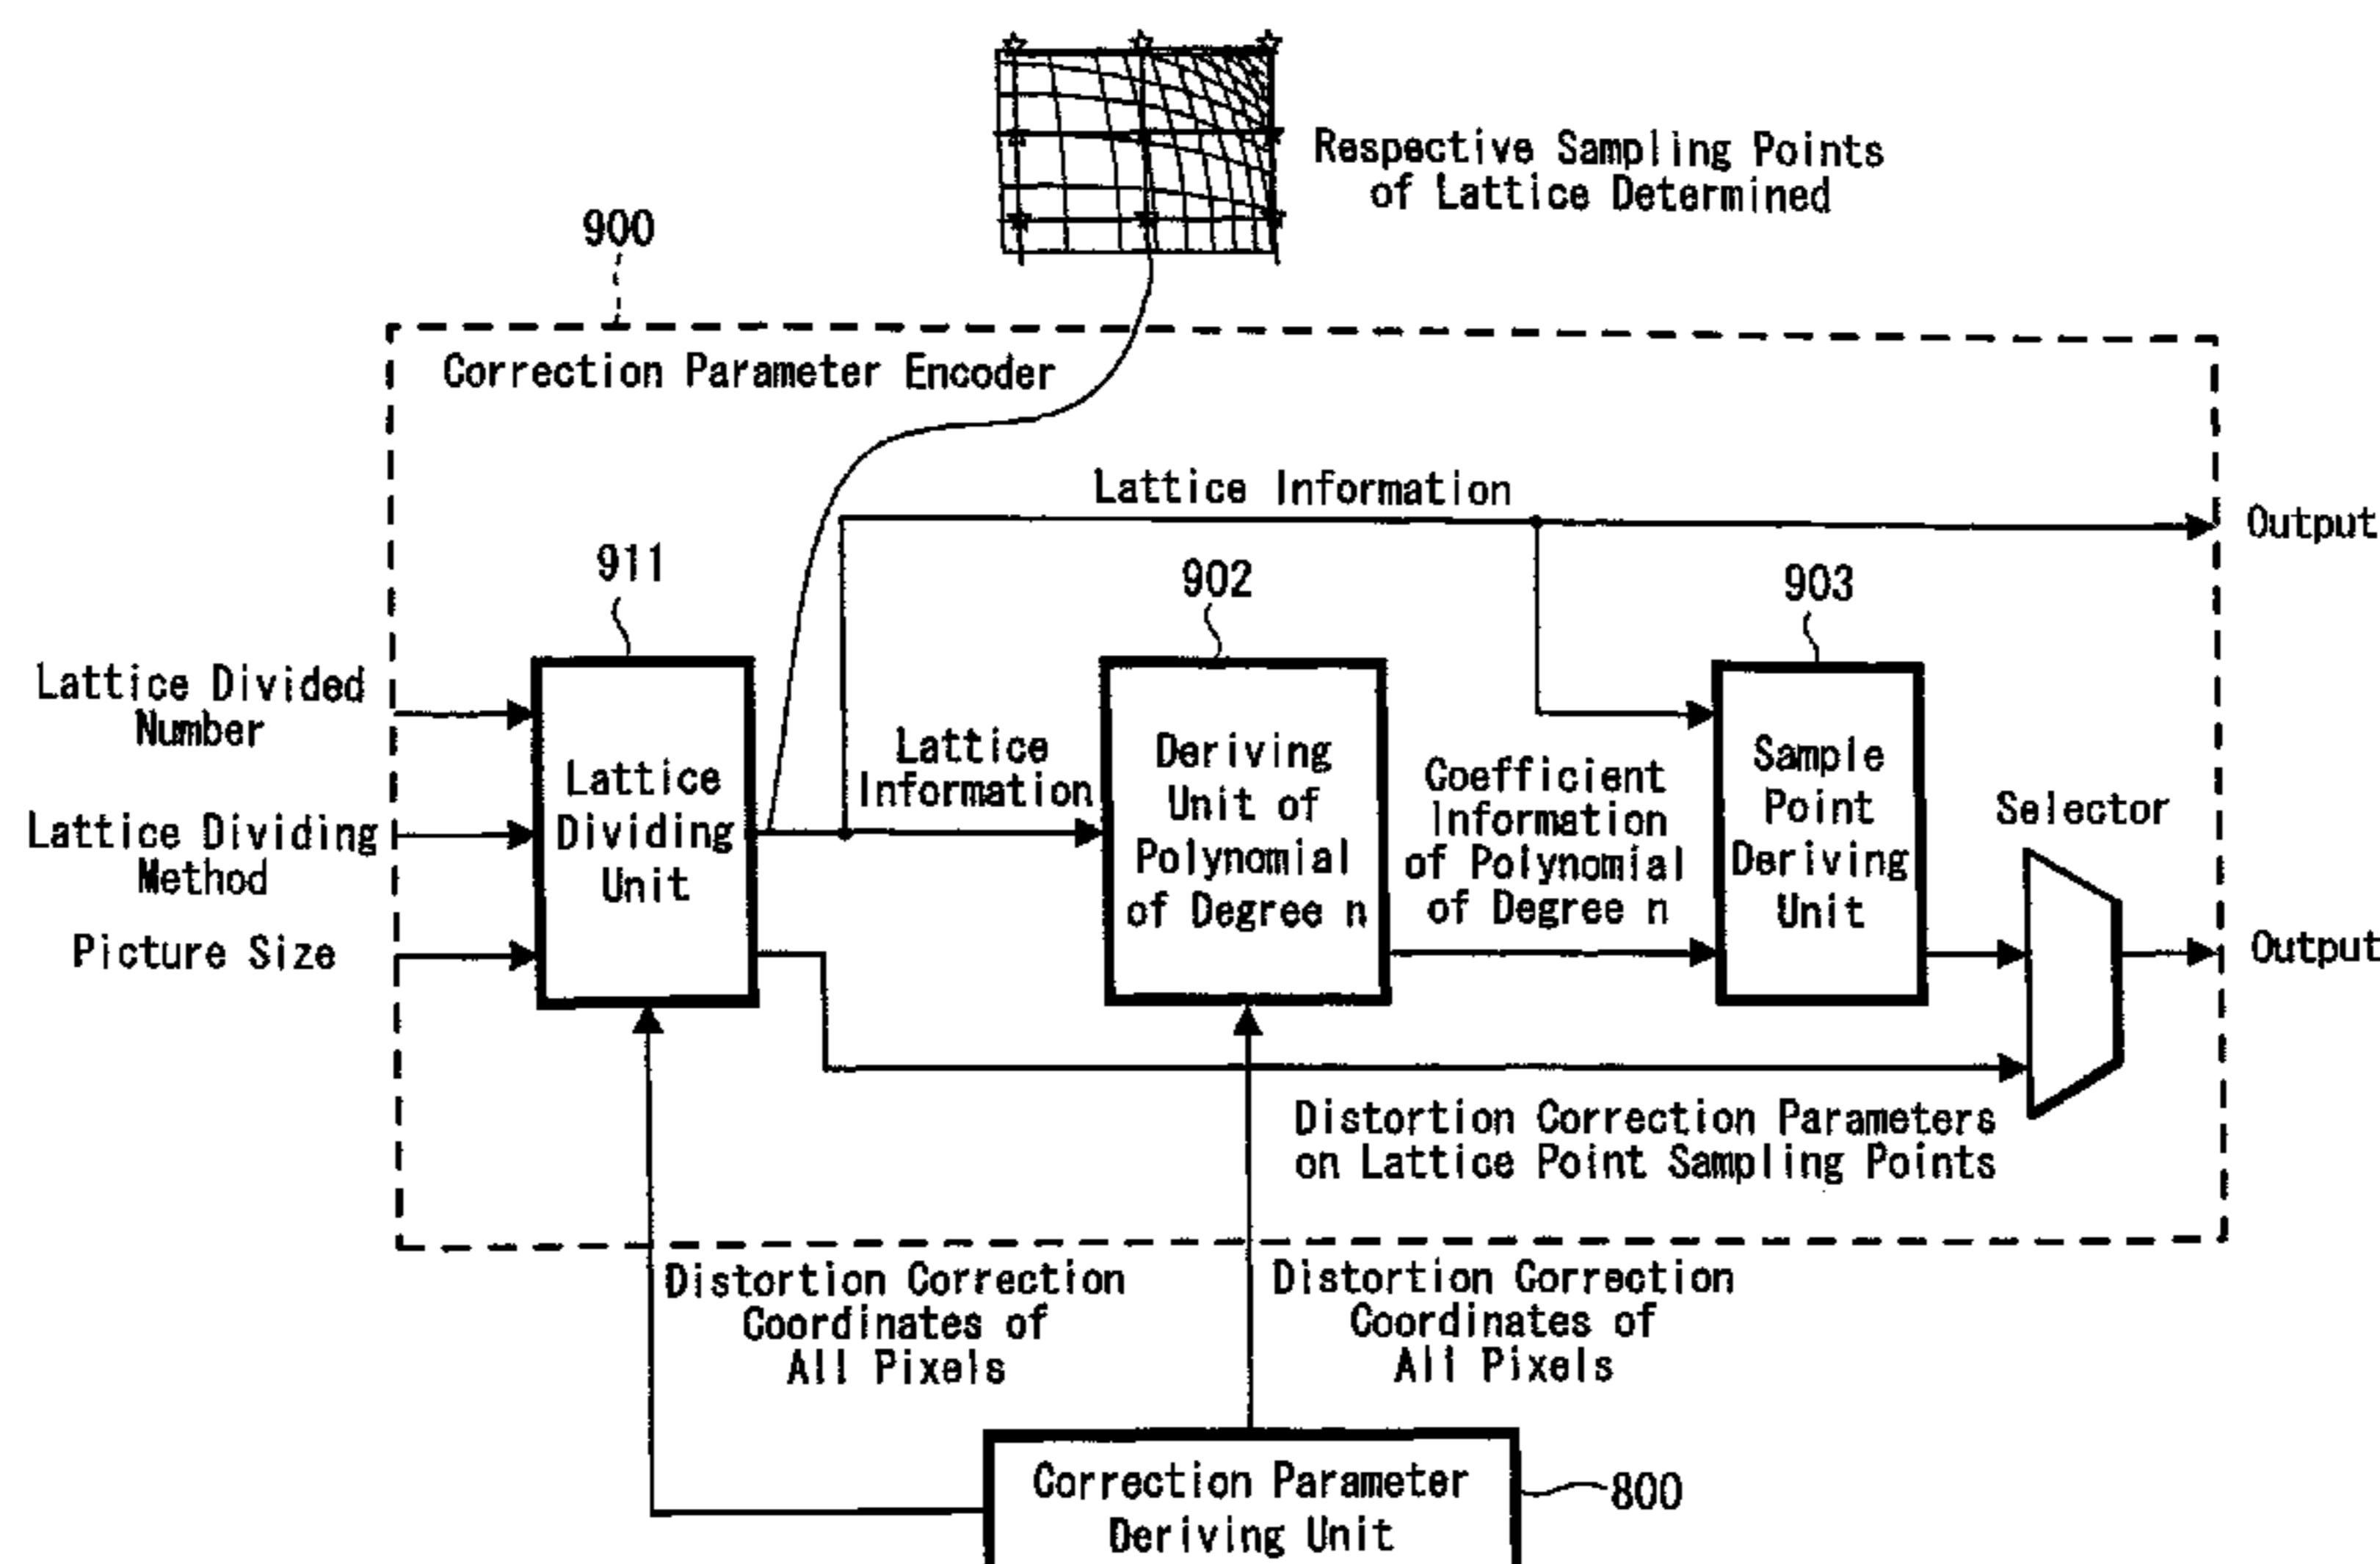 Respective Sampling Points
of Lattice Determined
900
Correction Parameter Encoder
Lattice Information
Output
911
902
903
Lattice Divided
Number
Lattice Dividing
Method
Picture Size
Lattice
Dividing
Unit
Lattice
Information
Deriving
Unit of
Polynomial
of Degree n
Coefficient
Information
of Polynomial
of Degree n
Sample
Point
Deriving
Unit
Selector
Output
Distortion Correction Parameters
on Lattice Point Sampling Points
Distortion Correction
Coordinates of
All Pixels
Distortion Correction
Coordinates of
All Pixels
Correction Parameter
Deriving Unit
800